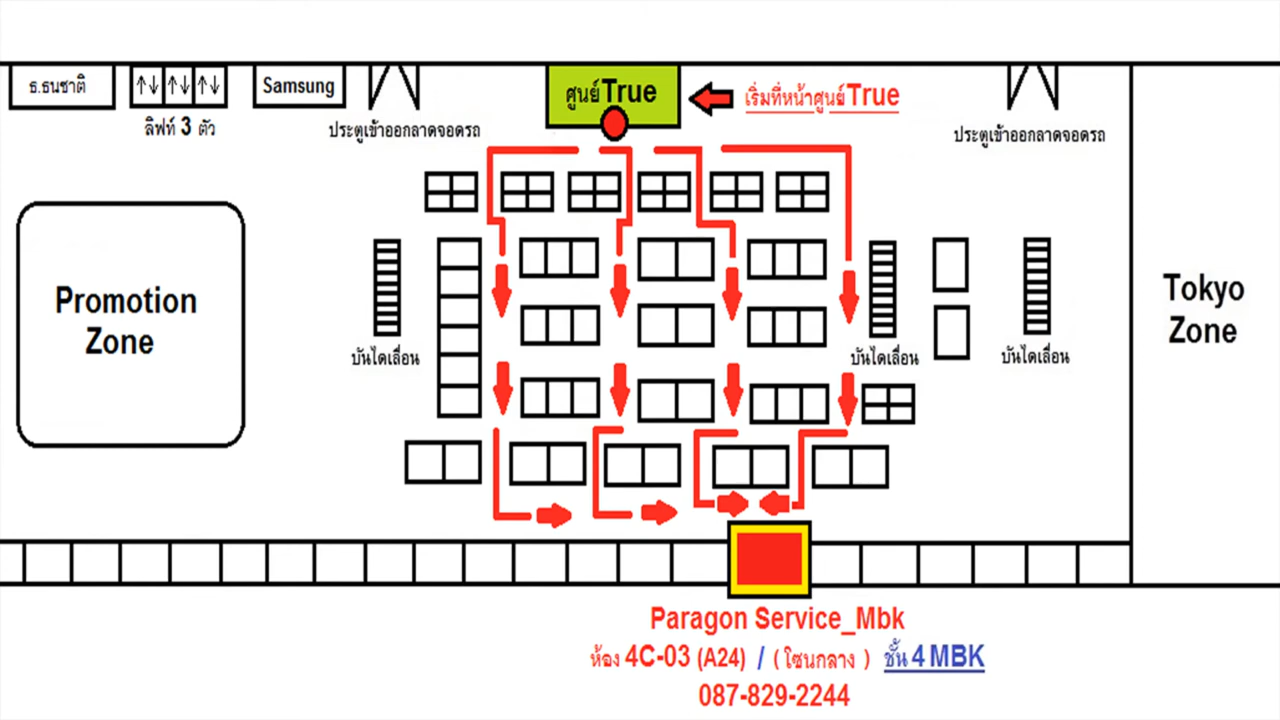 ธ.ธนชาติ
Samsung
ศูนย์True
เริ่มที่หน้าศูนย์True
ลิฟท์ 3 ตัว
ประตูเข้าออกลาดจอดรถ
ประตูเข้าออกลาดจอดรถ
Promotion
Zone
Tokyo
Zone
บันไดเลื่อน
บันไดเลื่อน
บันไดเลื่อน
Paragon Service_Mbk
ห้อง 4C-03 (A24) / ( โซนกลาง ) ชั้น 4 MBK
087-829-2244